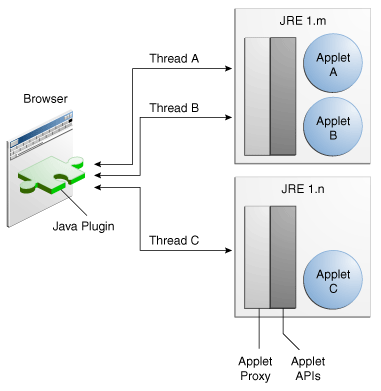 JRE 1.m
Thread A
Applet
A
Browser
Thread B
Applet
B
JRE 1.n
Java Plugin
Thread C
Applet
C
Applet
Proxy
Applet
APIs